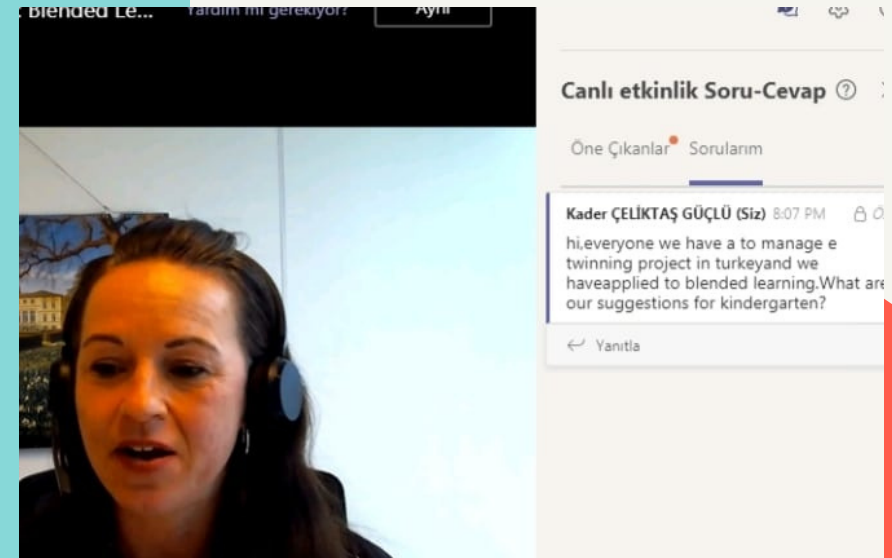 Blended Le...
Yardım mı gerekiyor?
Ayrıl
Canlı etkinlik Soru-Cevap
Öne Çıkanlar Sorularım
Kader ÇELİKTAŞ GÜÇLÜ (Siz) 8:07 PM
hi,everyone we have a to manage e
twinning project in turkeyand we
haveapplied to blended learning.What are
our suggestions for kindergarten?
Yanıtla